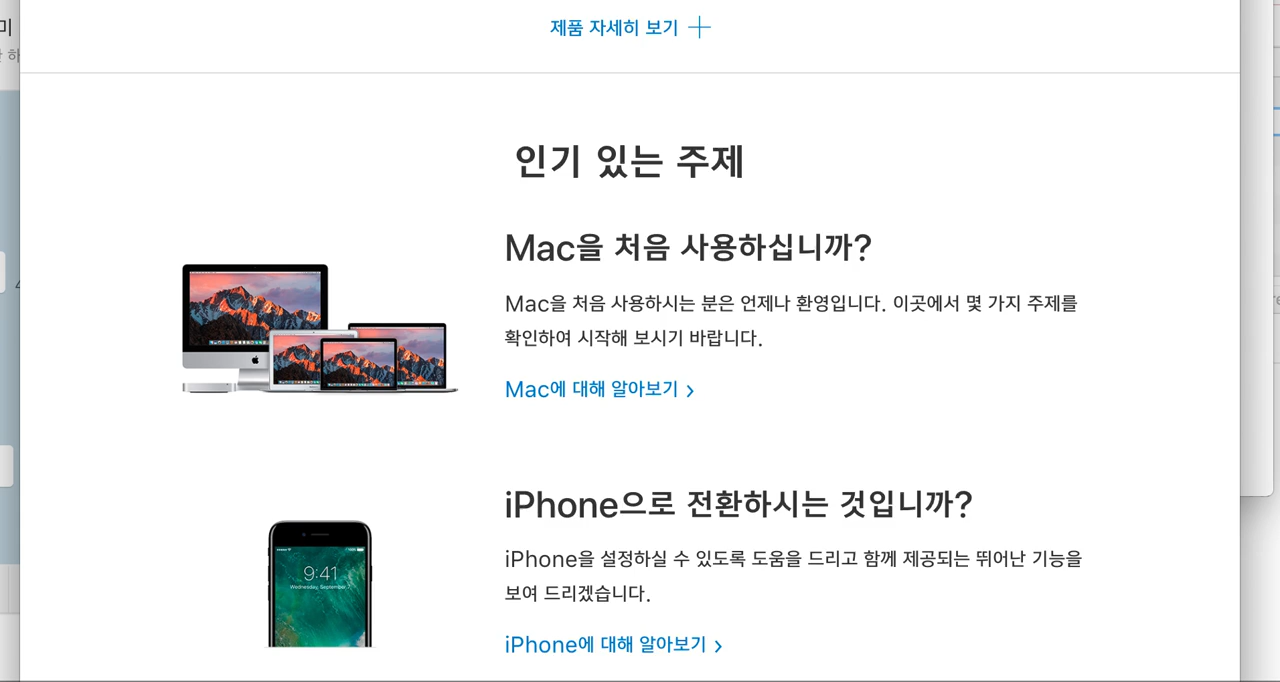 제품 자세히 보기
인기 있는 주제
Mac을 처음 사용하십니까?
Mac을 처음 사용하시는 분은 언제나 환영입니다. 이곳에서 몇 가지 주제를
확인하여 시작해 보시기 바랍니다.
Mac에 대해 알아보기 ›
iPhone으로 전환하시는 것입니까?
9:41
Wednesday, September
iPhone을 설정하실 수 있도록 도움을 드리고 함께 제공되는 뛰어난 기능을
보여 드리겠습니다.
iPhone에 대해 알아보기 ›